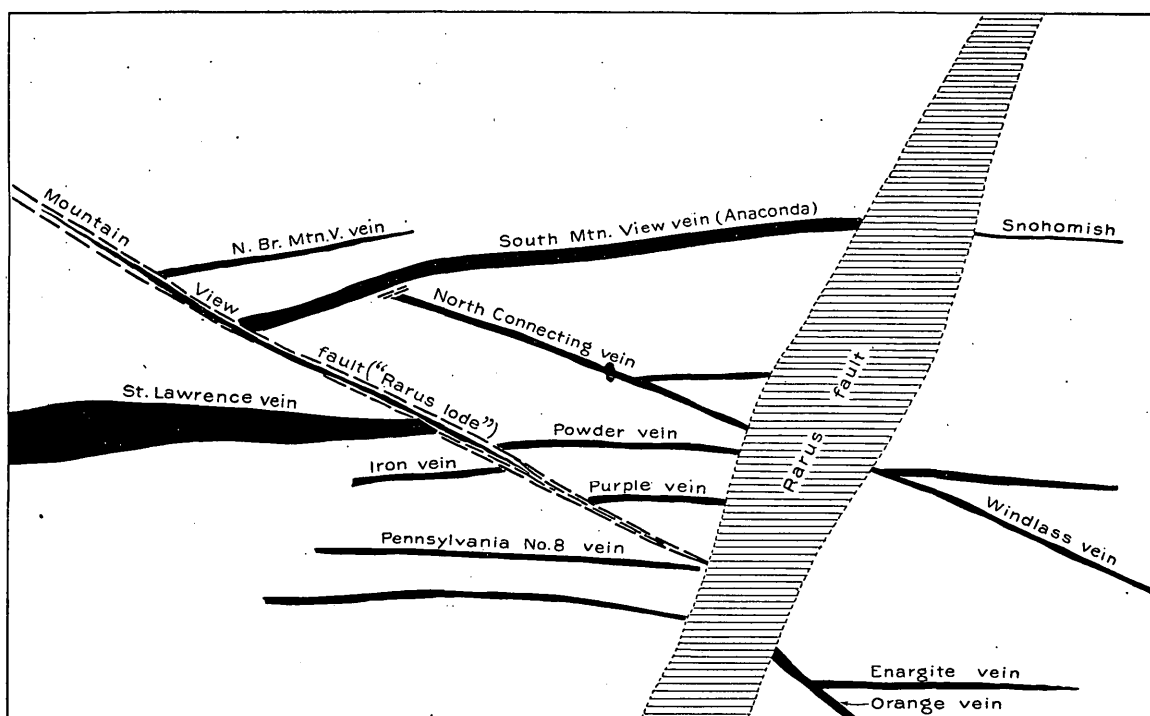 Mountain View fault ("Rarus lode")
N. Br. Mtn. V. vein
South Mtn. View vein (Anaconda)
Snohomish
North Connecting vein
Rarus fault
St. Lawrence vein
Powder vein
Iron vein
Purple vein
Windlass vein
Pennsylvania No. 8 vein
Enargite vein
Orange vein